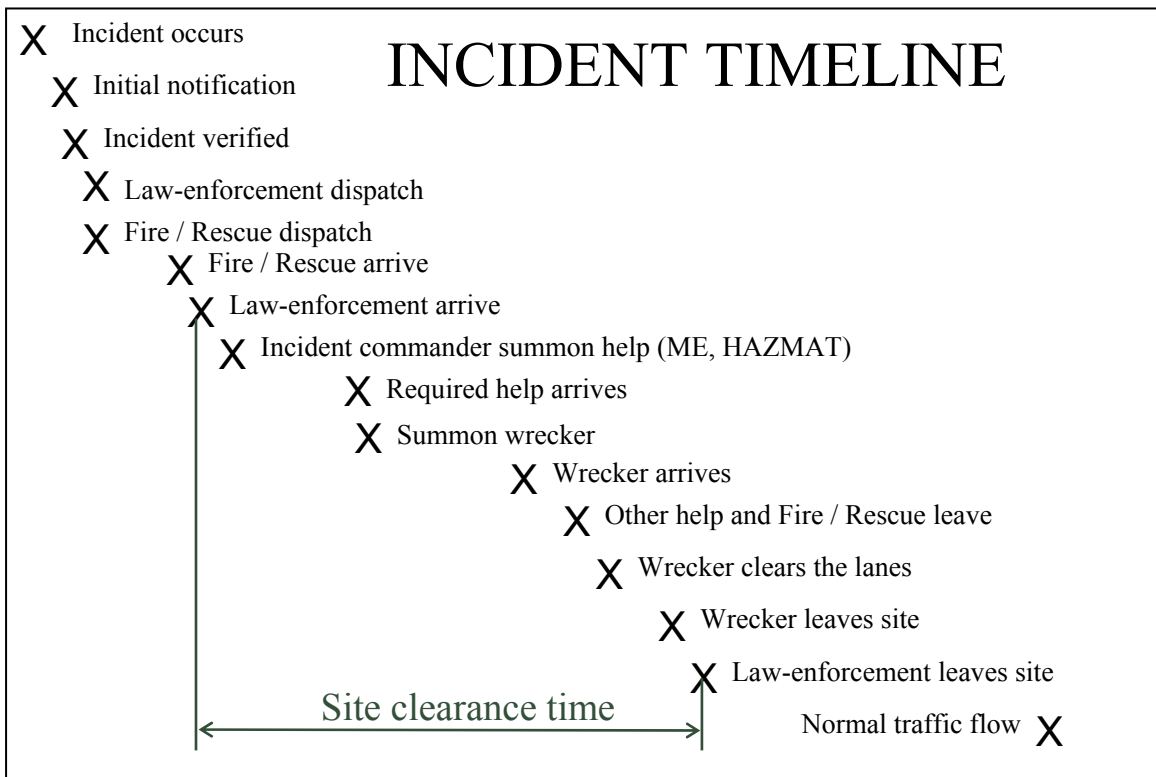 Incident occurs
INCIDENT TIMELINE
Initial notification
Incident verified
Law-enforcement dispatch
Fire / Rescue dispatch
Fire / Rescue arrive
Law-enforcement arrive
Incident commander summon help (ME, HAZMAT)
Required help arrives
Summon wrecker
Wrecker arrives
Other help and Fire / Rescue leave
Wrecker clears the lanes
Wrecker leaves site
Law-enforcement leaves site
Site clearance time
Normal traffic flow